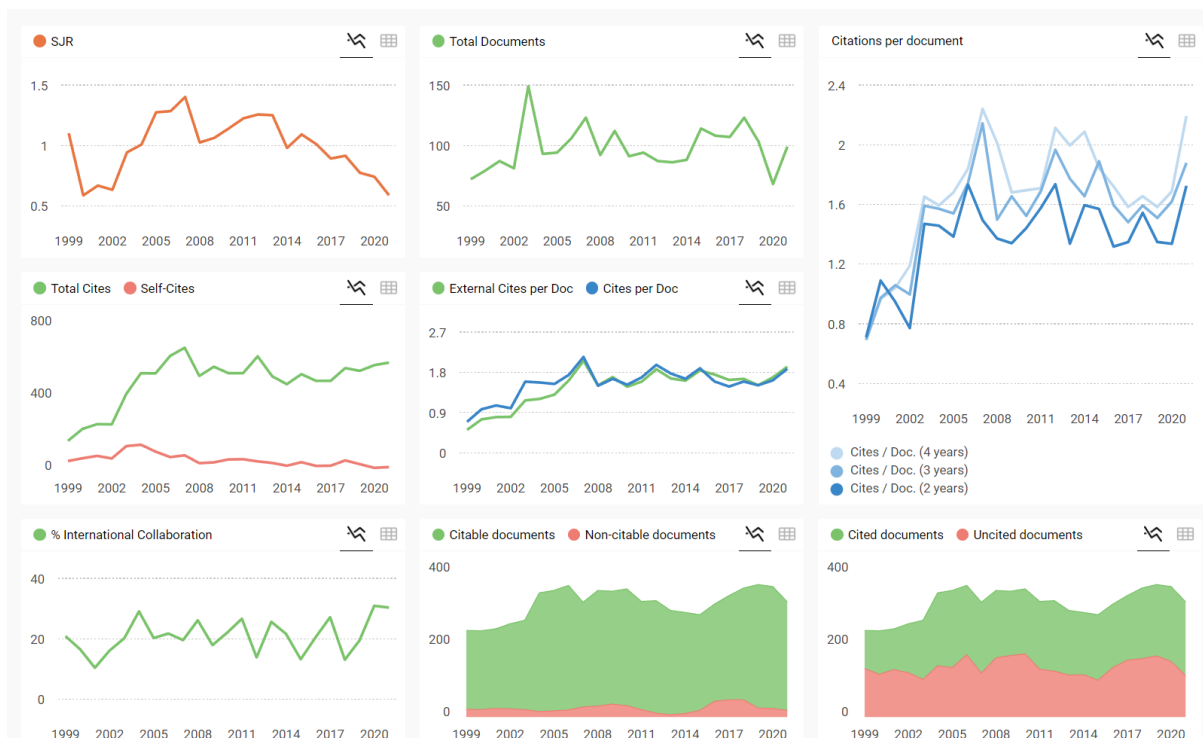 SJR
1.5
1
0.5
1999 2002 2005 2008 2011 2014 2017 2020
Total Documents
150
100
50
1999 2002 2005 2008 2011 2014 2017 2020
Citations per document
2.4
2
1.6
1.2
0.8
0.4
1999 2002 2005 2008 2011 2014 2017 2020
Cites / Doc. (4 years)
Cites / Doc. (3 years)
Cites / Doc. (2 years)
Total Cites Self-Cites
800
400
0
1999 2002 2005 2008 2011 2014 2017 2020
External Cites per Doc Cites per Doc
2.7
1.8
0.9
0
1999 2002 2005 2008 2011 2014 2017 2020
% International Collaboration
40
20
0
1999 2002 2005 2008 2011 2014 2017 2020
Citable documents Non-citable documents
400
200
0
1999 2002 2005 2008 2011 2014 2017 2020
Cited documents Uncited documents
400
200
0
1999 2002 2005 2008 2011 2014 2017 2020